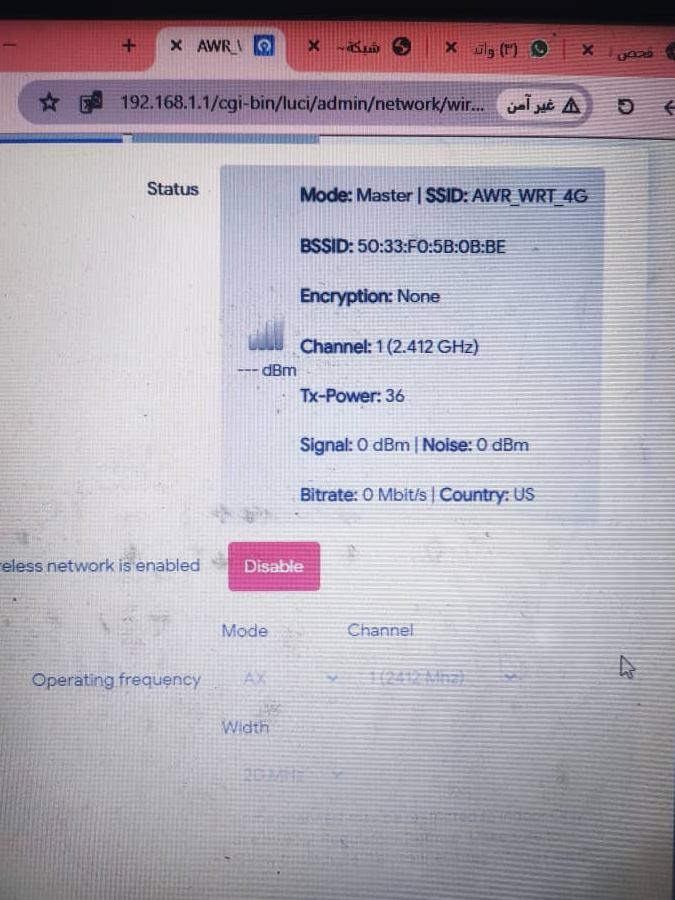 AWR_\
شبكة~
(٣) واتد
فحص
192.168.1.1/cgi-bin/luci/admin/network/wir...
غير آمن
Status
Mode: Master | SSID: AWR_WRT_4G
BSSID: 50:33:F0:5B:0B:BE
Encryption: None
Channel: 1 (2.412 GHz)
--- dBm
Tx-Power: 36
Signal: 0 dBm | Noise: 0 dBm
Bitrate: 0 Mbit/s | Country: US
reless network is enabled
Disable
Mode Channel
Operating frequency AX 1 (2412 Mhz)
Width
20 MHz